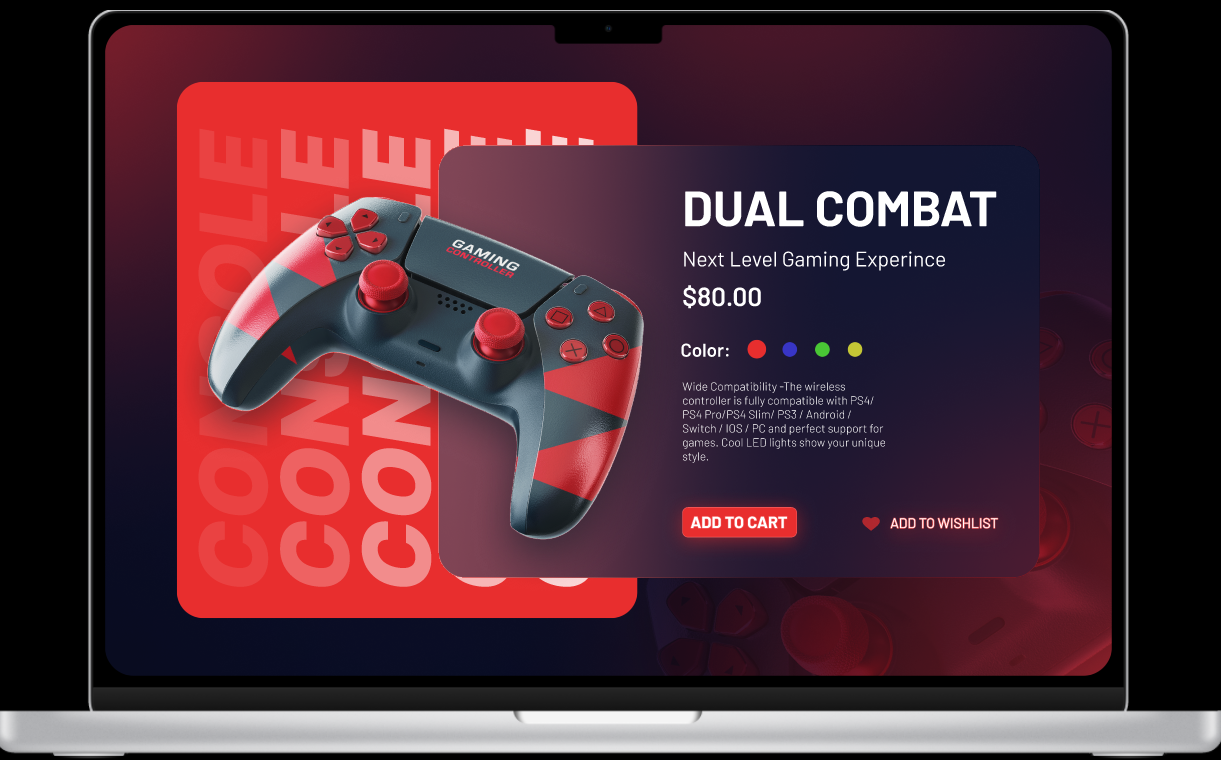 CONSOLE
CONSOLE
CONSOLE
GAMING
CONTROLLER
DUAL COMBAT
Next Level Gaming Experince
$80.00
Color:
Wide Compatibility -The wireless
controller is fully compatible with PS4/
PS4 Pro/PS4 Slim/ PS3 / Android /
Switch / IOS / PC and perfect support for
games. Cool LED lights show your unique
style.
ADD TO CART
ADD TO WISHLIST